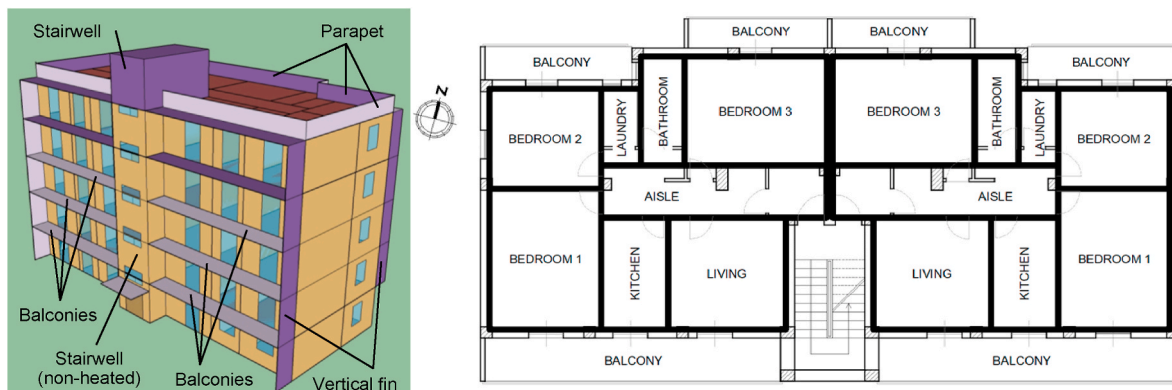 Stairwell
Parapet
Balconies
Stairwell
(non-heated)
Balconies
Vertical fin
N
BALCONY
BALCONY
BALCONY
BALCONY
BEDROOM 2
LAUNDRY
BATHROOM
BEDROOM 3
BEDROOM 3
BATHROOM
LAUNDRY
BEDROOM 2
AISLE
AISLE
BEDROOM 1
KITCHEN
LIVING
LIVING
KITCHEN
BEDROOM 1
BALCONY
BALCONY